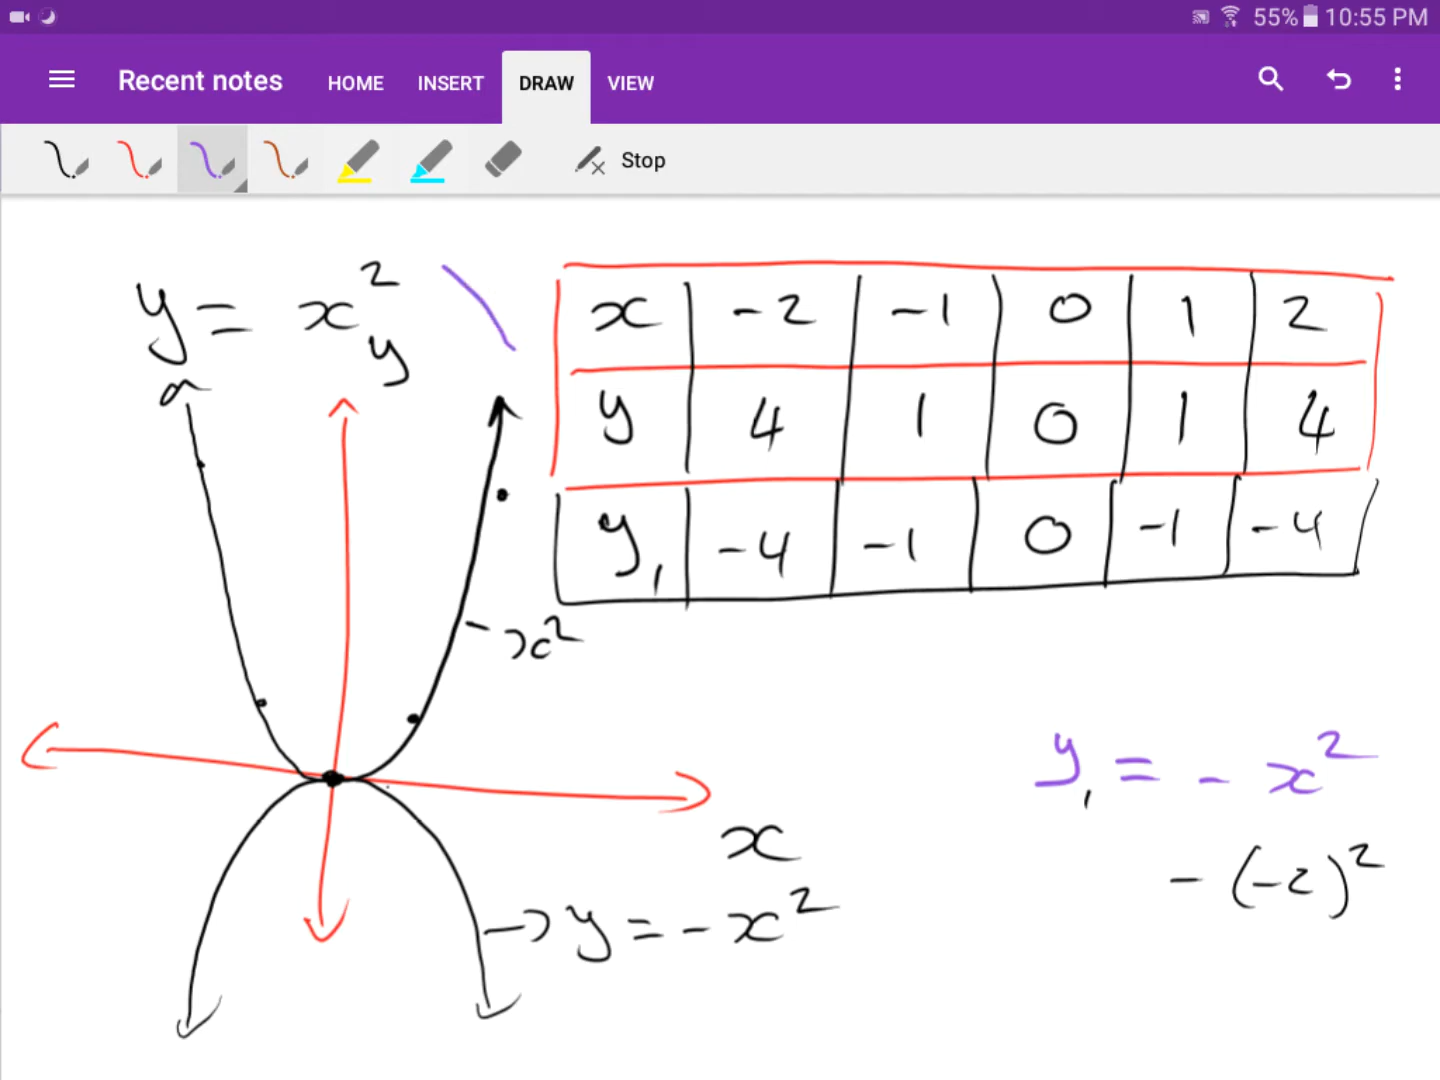 55% 10:55 PM
Recent notes HOME INSERT DRAW VIEW
Stop
y = x²
y
x -2 -1 0 1 2
y 4 1 0 1 4
y₁ -4 -1 0 -1 -4
- x²
x
→ y = - x²
y₁ = - x²
- (-2)²